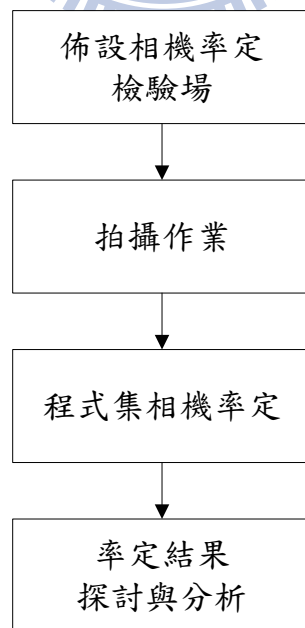 佈設相機率定
檢驗場
拍攝作業
程式集相機率定
率定結果
探討與分析